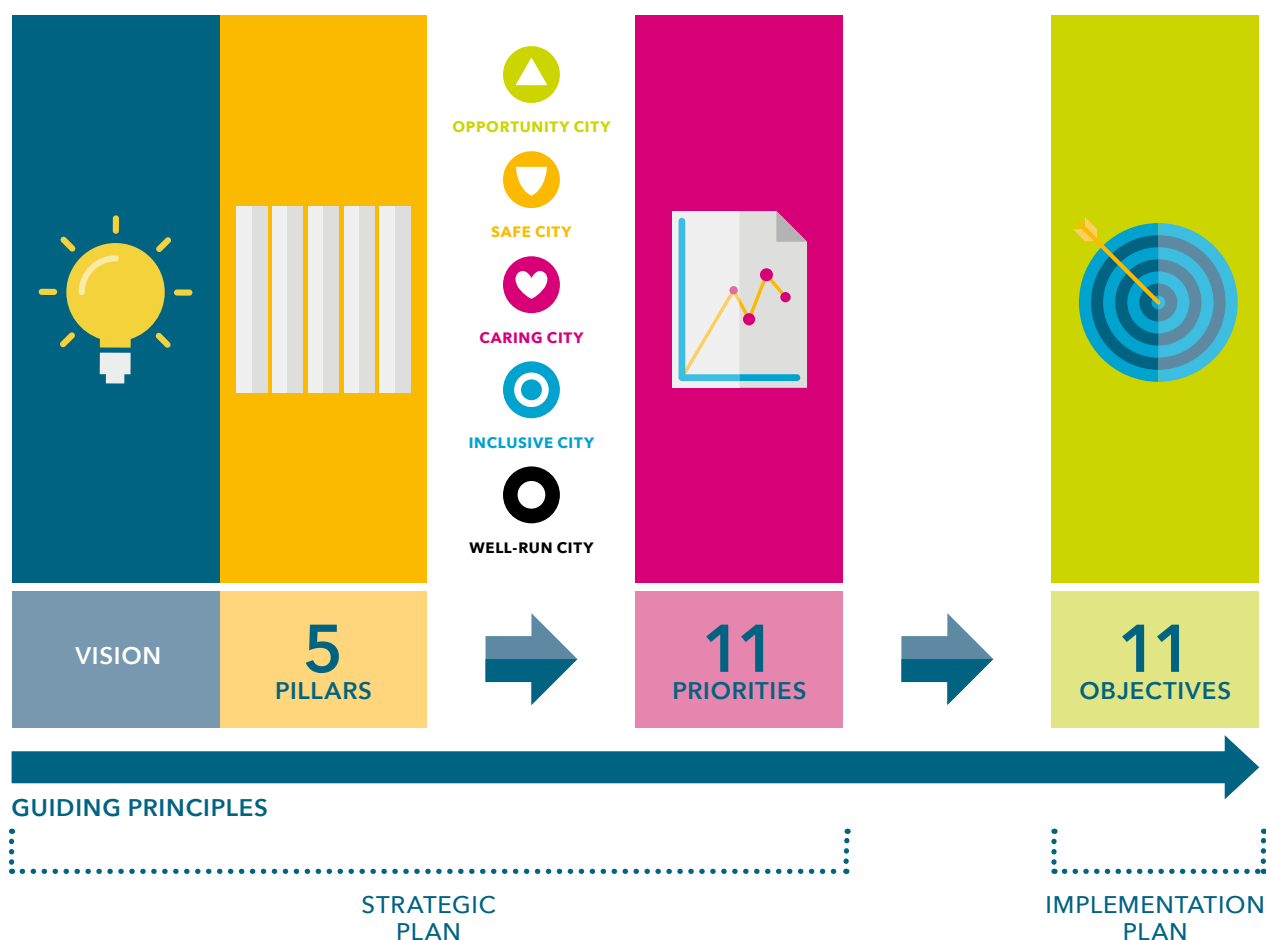 OPPORTUNITY CITY
SAFE CITY
CARING CITY
INCLUSIVE CITY
WELL-RUN CITY
VISION
5
PILLARS
11
PRIORITIES
11
OBJECTIVES
GUIDING PRINCIPLES
STRATEGIC
PLAN
IMPLEMENTATION
PLAN